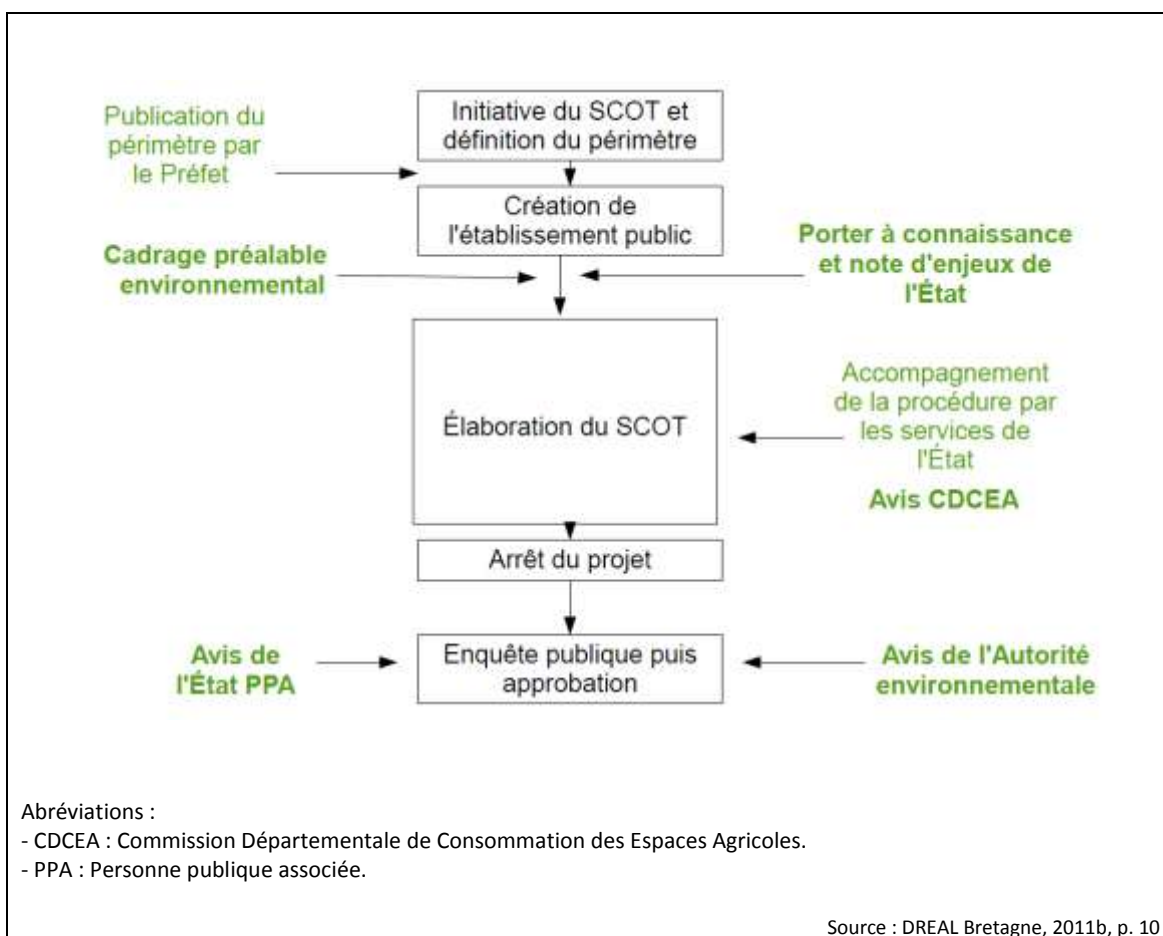 Initiative du SCOT et
définition du périmètre
Publication du
périmètre par
le Préfet
Création de
l'établissement public
Cadrage préalable
environnemental
Porter à connaissance
et note d'enjeux de
l'État
Élaboration du SCOT
Accompagnement
de la procédure par
les services de
l'État
Avis CDCEA
Arrêt du projet
Avis de
l'État PPA
Enquête publique puis
approbation
Avis de l'Autorité
environnementale
Abréviations :
- CDCEA : Commission Départementale de Consommation des Espaces Agricoles.
- PPA : Personne publique associée.
Source : DREAL Bretagne, 2011b, p. 10